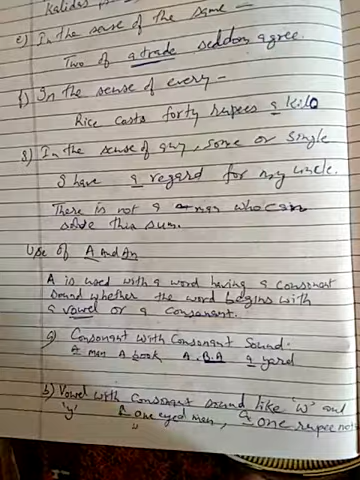 Kalidas
e) In the sense of the same -
Two of a trade seldom agree.
f) In the sense of every -
Rice costs forty rupees a kilo
g) In the sense of any, some or single
I have a regard for my uncle.
There is not a man who can
solve this sum.
Use of A and An
A is used with a word having a consonant
sound whether the word begins with
a vowel or a consonant.
a) Consonant with Consonant Sound.
A man A book A B.A a yard
b) Vowel with Consonant sound like 'w' and
'y' A one eyed man, a one rupee note